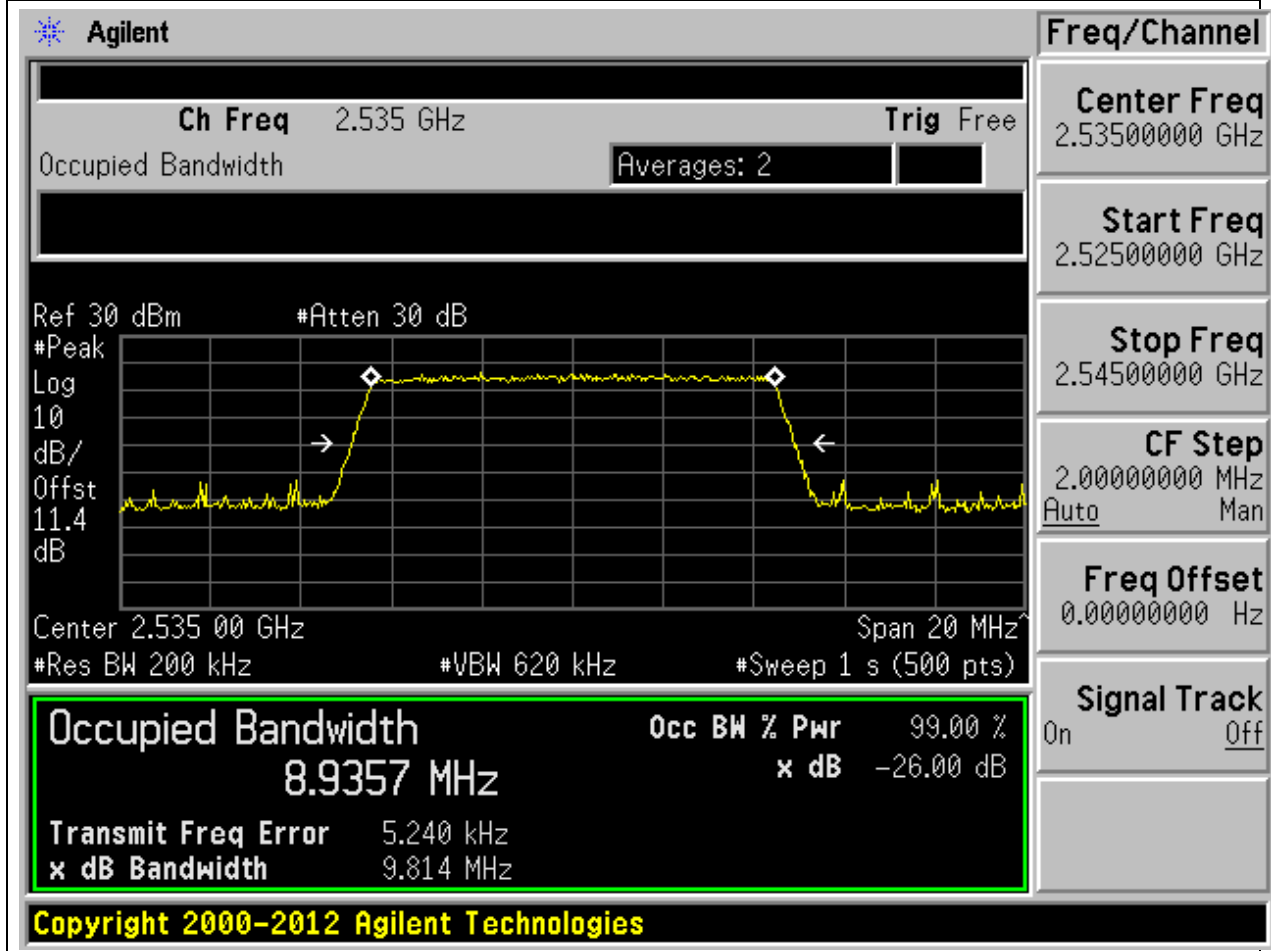 Agilent
Freq/Channel
Ch Freq 2.535 GHz Trig Free
Occupied Bandwidth Averages: 2
Center Freq
2.53500000 GHz
Start Freq
2.52500000 GHz
Stop Freq
2.54500000 GHz
CF Step
2.00000000 MHz
Auto Man
Freq Offset
0.00000000 Hz
Signal Track
On Off
Ref 30 dBm #Atten 30 dB
#Peak
Log
10
dB/
Offst
11.4
dB
Center 2.535 00 GHz Span 20 MHz^
#Res BW 200 kHz #VBW 620 kHz #Sweep 1 s (500 pts)
Occupied Bandwidth Occ BW % Pwr 99.00 %
8.9357 MHz x dB -26.00 dB
Transmit Freq Error 5.240 kHz
x dB Bandwidth 9.814 MHz
Copyright 2000-2012 Agilent Technologies